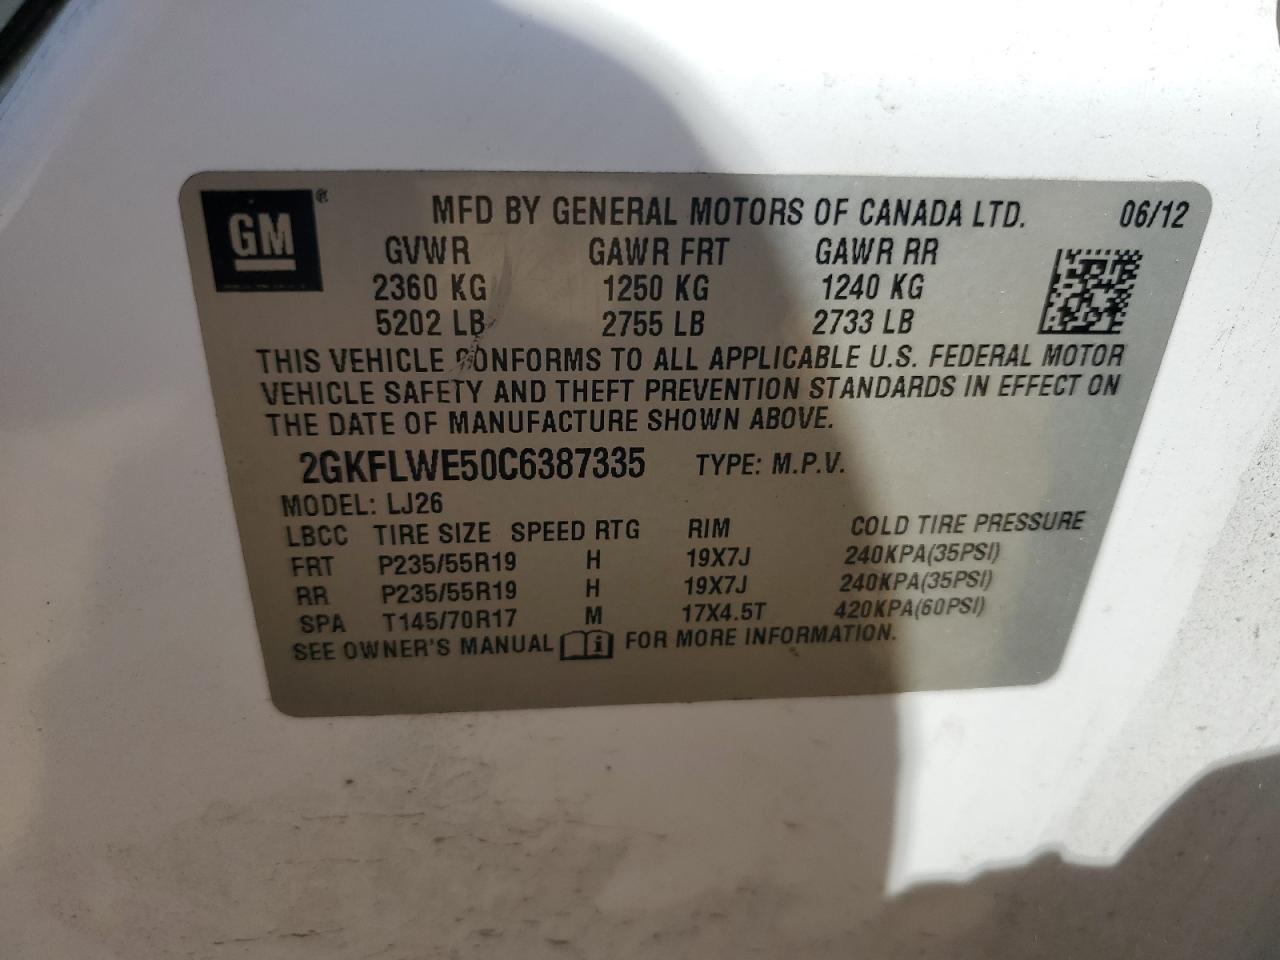 GM®
MFD BY GENERAL MOTORS OF CANADA LTD. 06/12
GVWR GAWR FRT GAWR RR
2360 KG 1250 KG 1240 KG
5202 LB 2755 LB 2733 LB
THIS VEHICLE CONFORMS TO ALL APPLICABLE U.S. FEDERAL MOTOR
VEHICLE SAFETY AND THEFT PREVENTION STANDARDS IN EFFECT ON
THE DATE OF MANUFACTURE SHOWN ABOVE.
2GKFLWE50C6387335 TYPE: M.P.V.
MODEL: LJ26
LBCC TIRE SIZE SPEED RTG RIM COLD TIRE PRESSURE
FRT P235/55R19 H 19X7J 240KPA(35PSI)
RR P235/55R19 H 19X7J 240KPA(35PSI)
SPA T145/70R17 M 17X4.5T 420KPA(60PSI)
SEE OWNER'S MANUAL i FOR MORE INFORMATION.